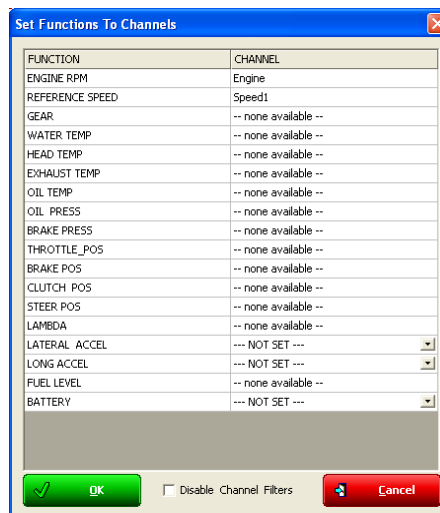 Set Functions To Channels
FUNCTION CHANNEL
ENGINE RPM Engine
REFERENCE SPEED Speed1
GEAR -- none available --
WATER TEMP -- none available --
HEAD TEMP -- none available --
EXHAUST TEMP -- none available --
OIL TEMP -- none available --
OIL PRESS -- none available --
BRAKE PRESS -- none available --
THROTTLE_POS -- none available --
BRAKE POS -- none available --
CLUTCH POS -- none available --
STEER POS -- none available --
LAMBDA -- none available --
LATERAL ACCEL --- NOT SET ---
LONG ACCEL --- NOT SET ---
FUEL LEVEL -- none available --
BATTERY --- NOT SET ---
OK Disable Channel Filters Cancel